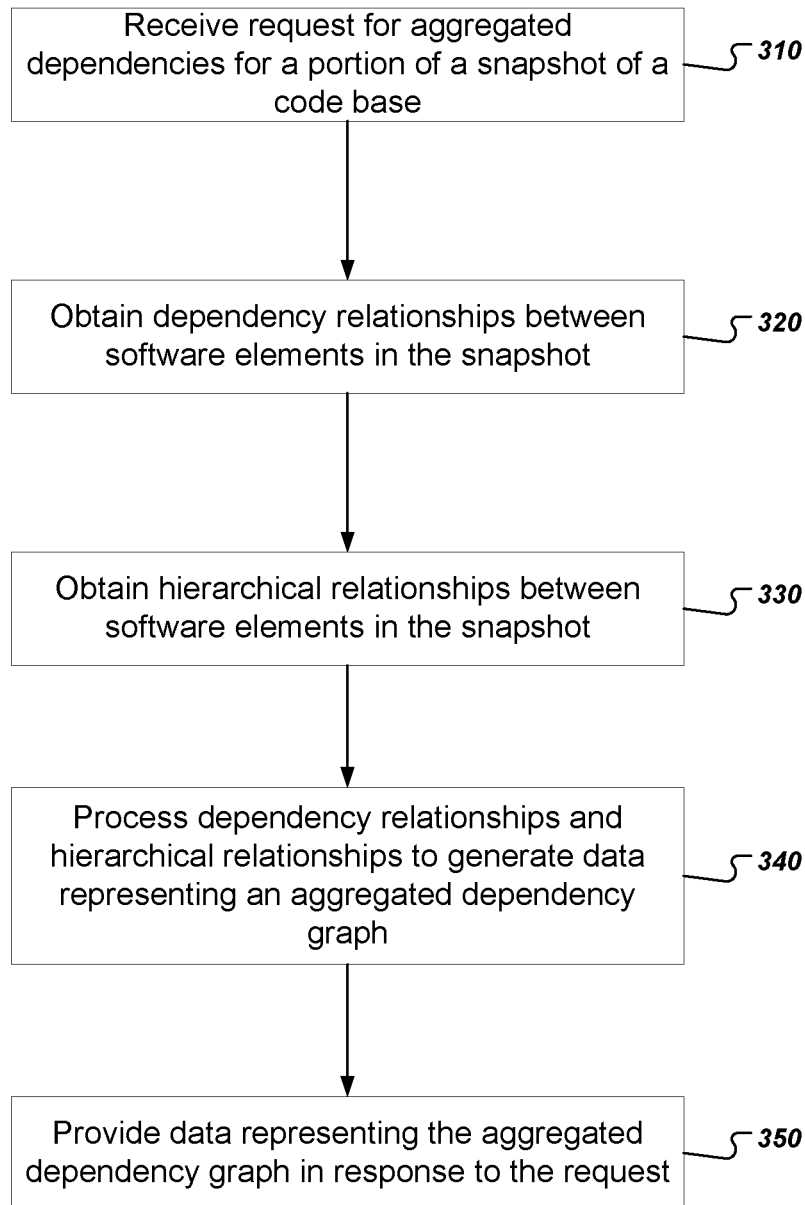 Receive request for aggregated
dependencies for a portion of a snapshot of a
code base
310
Obtain dependency relationships between
software elements in the snapshot
320
Obtain hierarchical relationships between
software elements in the snapshot
330
Process dependency relationships and
hierarchical relationships to generate data
representing an aggregated dependency
graph
340
Provide data representing the aggregated
dependency graph in response to the request
350